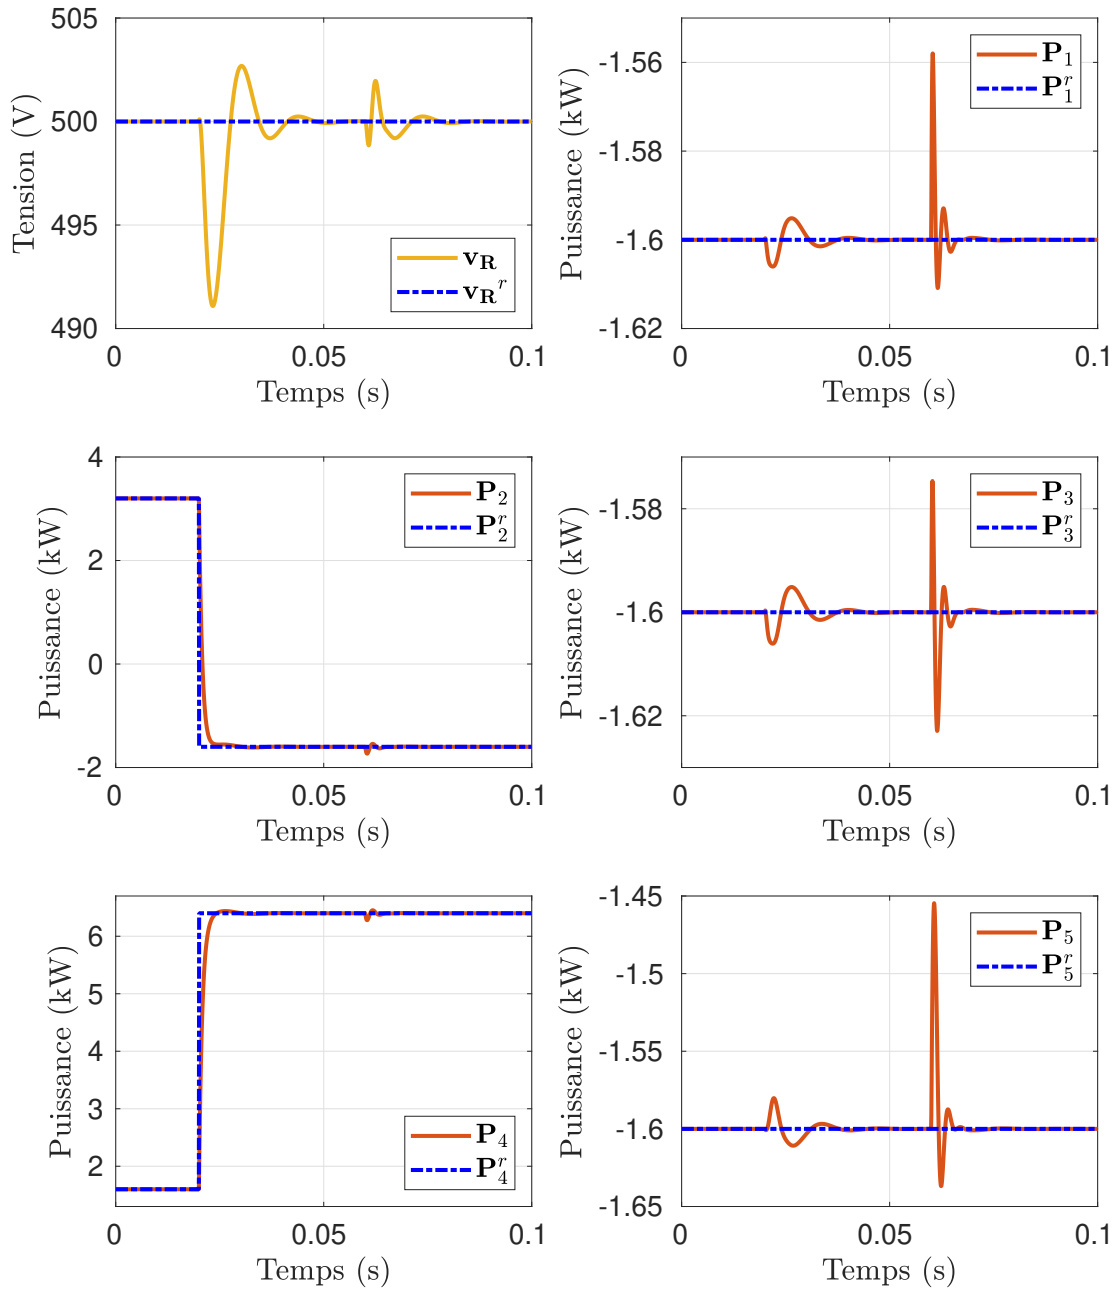 505
500
495
490
Tension (V)
v_R
v_R^r
0
0.05
0.1
Temps (s)
-1.56
-1.58
-1.6
-1.62
Puissance (kW)
P_1
P_1^r
0
0.05
0.1
Temps (s)
4
2
0
-2
Puissance (kW)
P_2
P_2^r
0
0.05
0.1
Temps (s)
-1.58
-1.6
-1.62
Puissance (kW)
P_3
P_3^r
0
0.05
0.1
Temps (s)
6
5
4
3
2
Puissance (kW)
P_4
P_4^r
0
0.05
0.1
Temps (s)
-1.45
-1.5
-1.55
-1.6
-1.65
Puissance (kW)
P_5
P_5^r
0
0.05
0.1
Temps (s)